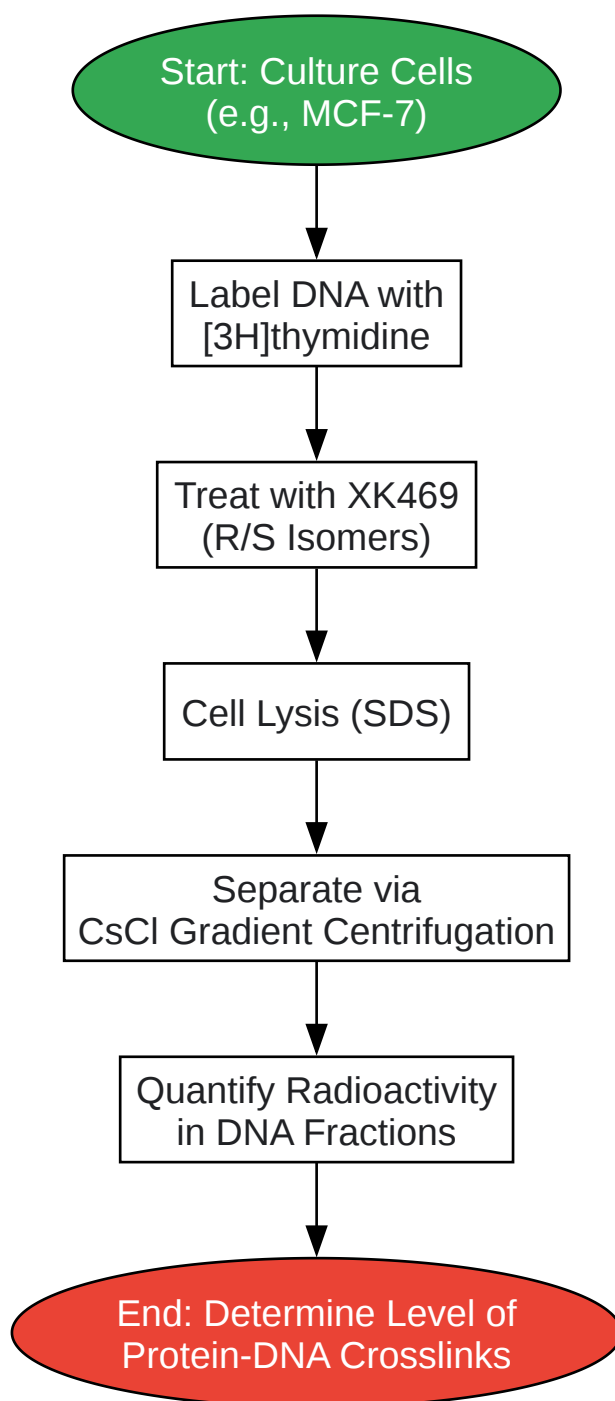 Start: Culture Cells
(e.g., MCF-7)
Label DNA with
[3H]thymidine
Treat with XK469
(R/S Isomers)
Cell Lysis (SDS)
Separate via
CsCl Gradient Centrifugation
Quantify Radioactivity
in DNA Fractions
End: Determine Level of
Protein-DNA Crosslinks